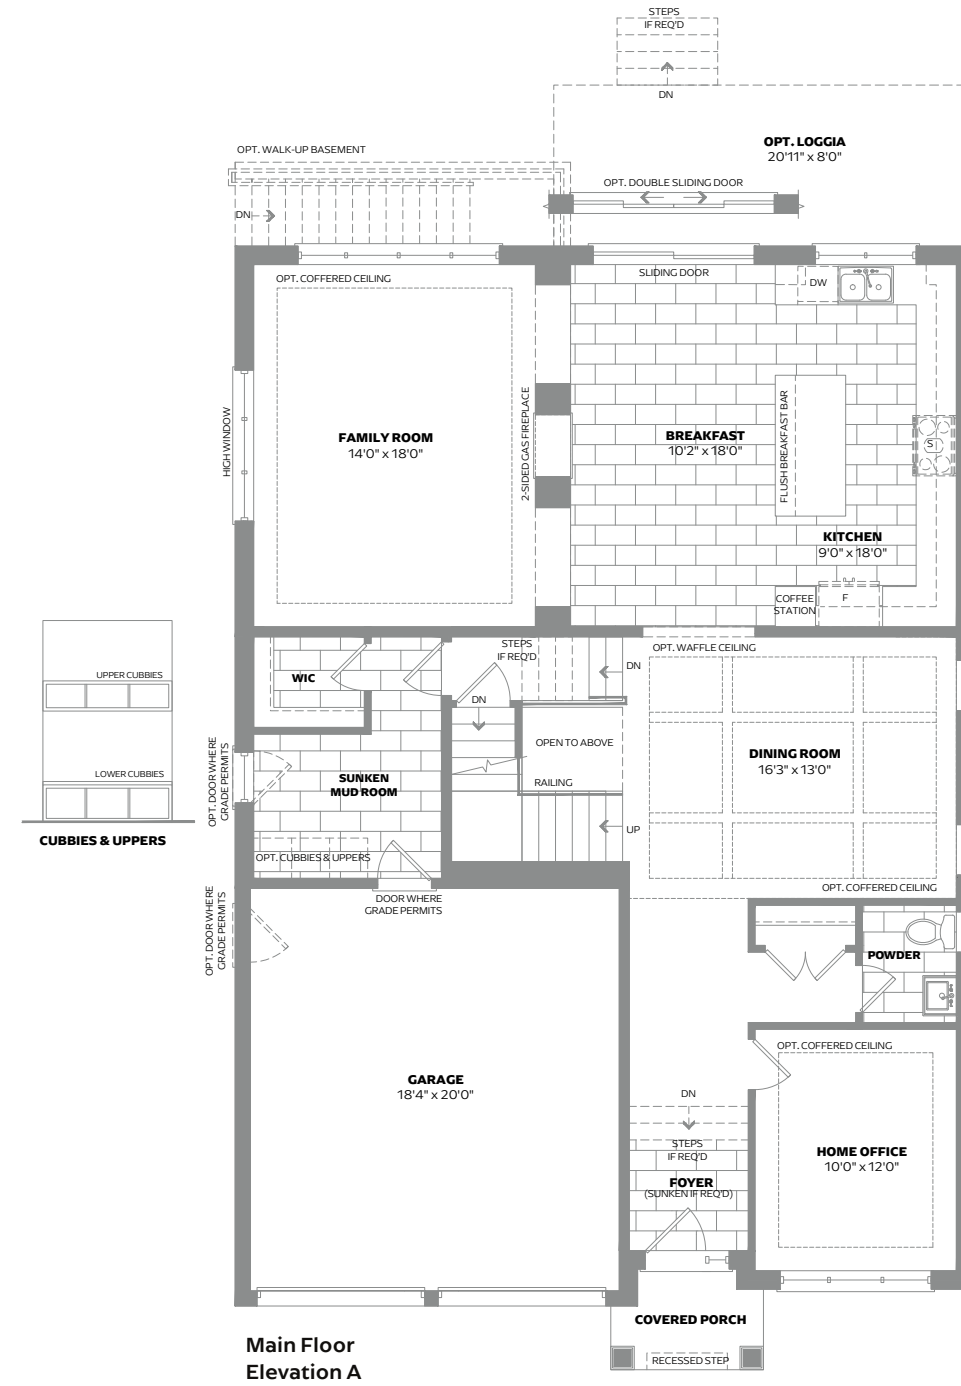 STEPS
IF REQ'D
DN
OPT. LOGGIA
20'11" x 8'0"
OPT. WALK-UP BASEMENT
OPT. DOUBLE SLIDING DOOR
DN
SLIDING DOOR
OPT. COFFERED CEILING
DW
HIGH WINDOW
FAMILY ROOM
14'0" x 18'0"
2-SIDED GAS FIREPLACE
BREAKFAST
10'2" x 18'0"
FLUSH BREAKFAST BAR
S
KITCHEN
9'0" x 18'0"
COFFEE
STATION
F
STEPS
IF REQ'D
DN
OPT. WAFFLE CEILING
WIC
UPPER CUBBIES
DN
OPEN TO ABOVE
DINING ROOM
16'3" x 13'0"
LOWER CUBBIES
OPT. DOOR WHERE
GRADE PERMITS
SUNKEN
MUD ROOM
RAILING
UP
CUBBIES & UPPERS
OPT. CUBBIES & UPPERS
OPT. COFFERED CEILING
DOOR WHERE
GRADE PERMITS
OPT. DOOR WHERE
GRADE PERMITS
POWDER
OPT. COFFERED CEILING
GARAGE
18'4" x 20'0"
DN
STEPS
IF REQ'D
HOME OFFICE
10'0" x 12'0"
FOYER
(SUNKEN IF REQ'D)
COVERED PORCH
RECESSED STEP
Main Floor
Elevation A